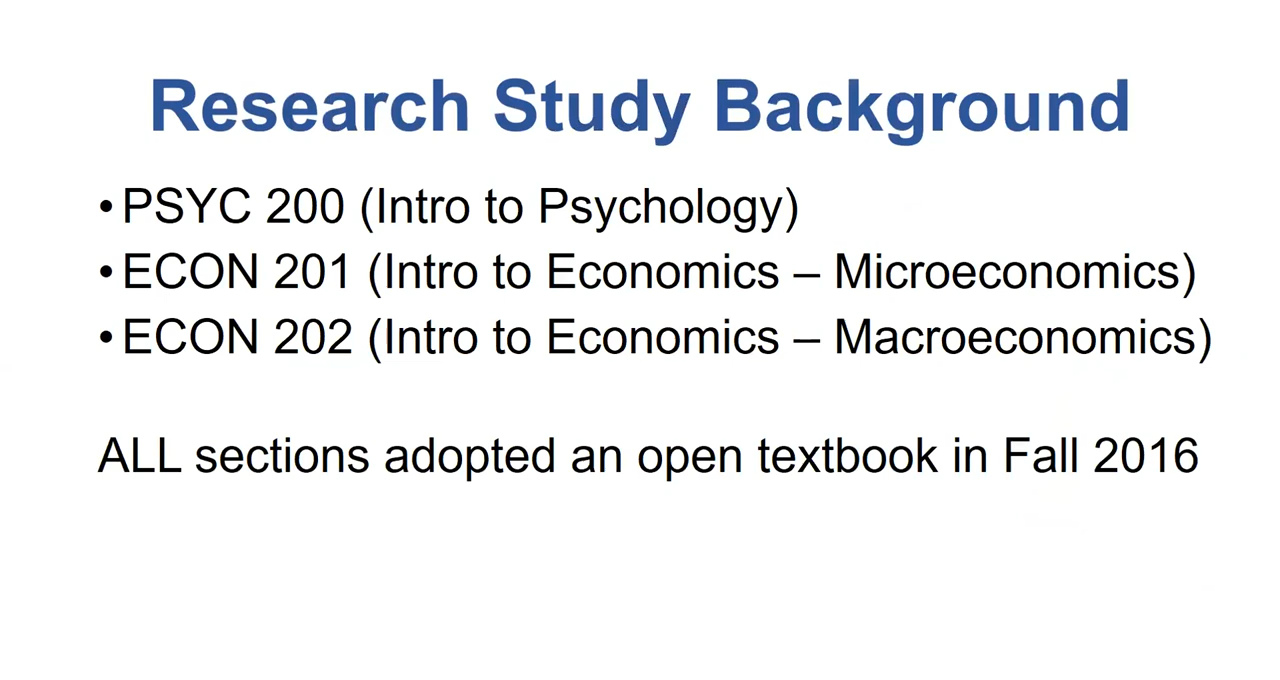 Research Study Background
•PSYC 200 (Intro to Psychology)
•ECON 201 (Intro to Economics – Microeconomics)
•ECON 202 (Intro to Economics – Macroeconomics)
ALL sections adopted an open textbook in Fall 2016